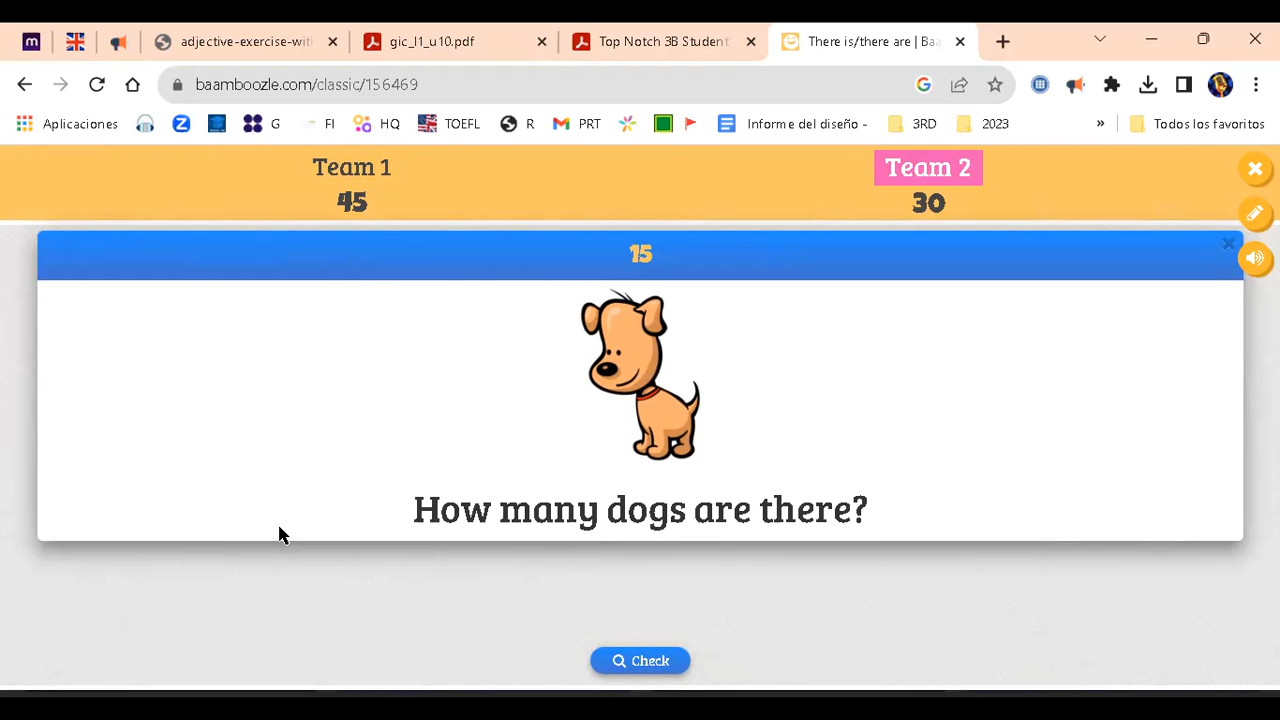 m
adjective-exercise-wit
gic_l1_u10.pdf
Top Notch 3B Student
There is/there are | Baa
baamboozle.com/classic/156469
Aplicaciones
G
FI
HQ
TOEFL
R
PRT
Informe del diseño -
3RD
2023
»
Todos los favoritos
Team 1
45
Team 2
30
15
How many dogs are there?
Check